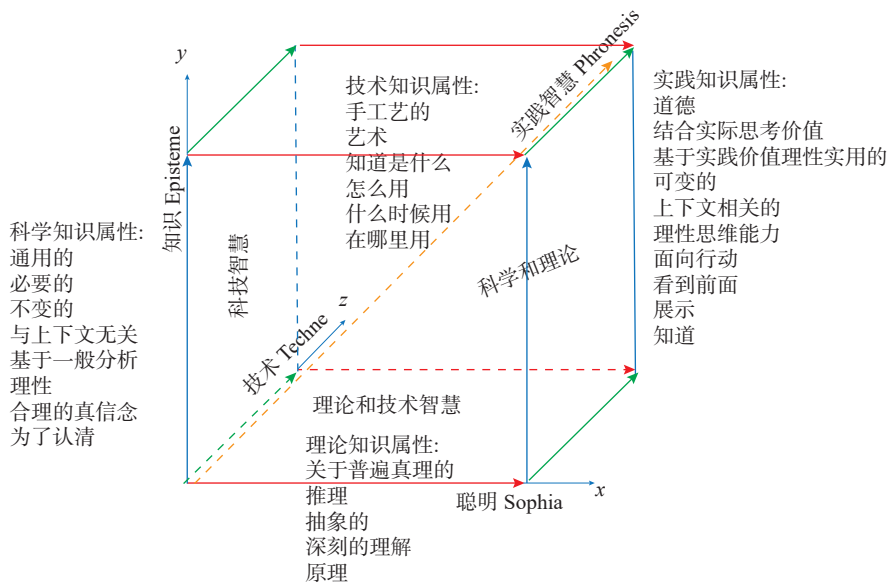 y
知识 Episteme
技术知识属性:
手工艺的
艺术
知道是什么
怎么用
什么时候用
在哪里用
实践智慧 Phronesis
实践知识属性:
道德
结合实际思考价值
基于实践价值理性实用的
可变的
上下文相关的
理性思维能力
面向行动
看到前面
展示
知道
科学知识属性:
通用的
必要的
不变的
与上下文无关
基于一般分析
理性
合理的真信念
为了认清
科技智慧
科学和理论
z
技术 Techne
理论和技术智慧
理论知识属性:
关于普遍真理的
推理
抽象的
深刻的理解
原理
聪明 Sophia
x